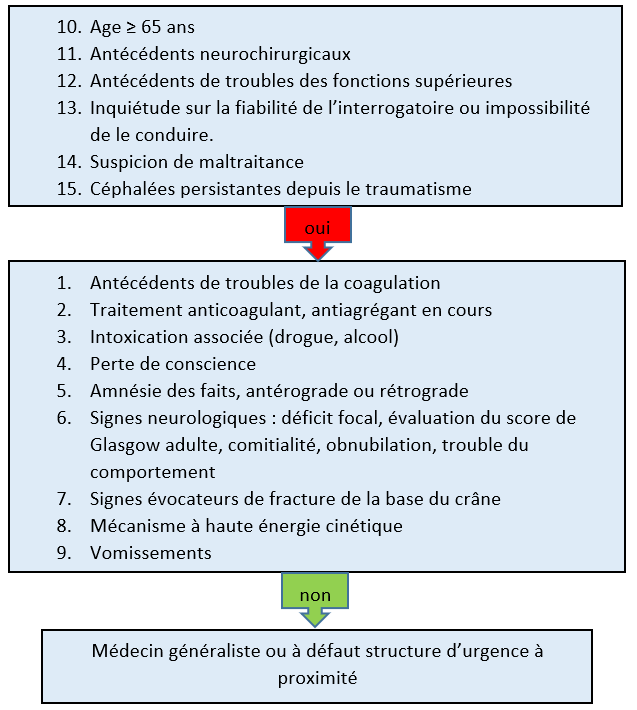 10. Age ≥ 65 ans
11. Antécédents neurochirurgicaux
12. Antécédents de troubles des fonctions supérieures
13. Inquiétude sur la fiabilité de l’interrogatoire ou impossibilité
de le conduire.
14. Suspicion de maltraitance
15. Céphalées persistantes depuis le traumatisme
oui
1. Antécédents de troubles de la coagulation
2. Traitement anticoagulant, antiagrégant en cours
3. Intoxication associée (drogue, alcool)
4. Perte de conscience
5. Amnésie des faits, antérograde ou rétrograde
6. Signes neurologiques : déficit focal, évaluation du score de
Glasgow adulte, comitialité, obnubilation, trouble du
comportement
7. Signes évocateurs de fracture de la base du crâne
8. Mécanisme à haute énergie cinétique
9. Vomissements
non
Médecin généraliste ou à défaut structure d’urgence à
proximité